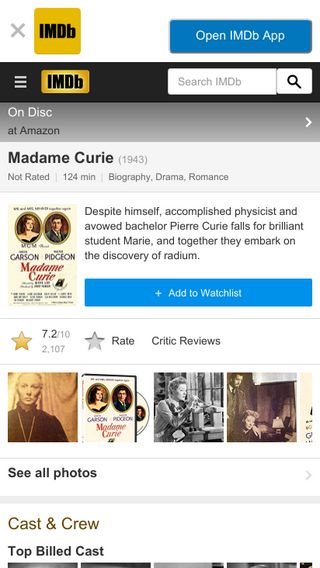 IMDb
Open IMDb App
IMDb
Search IMDb
On Disc
at Amazon
Madame Curie (1943)
Not Rated | 124 min | Biography, Drama, Romance
GARSON PIDGEON
Madame
Curie
Despite himself, accomplished physicist and
avowed bachelor Pierre Curie falls for brilliant
student Marie, and together they embark on
the discovery of radium.
+ Add to Watchlist
7.2/10
2,107
Rate
Critic Reviews
GARSON PIDGEON
Madame
Curie
See all photos
Cast & Crew
Top Billed Cast